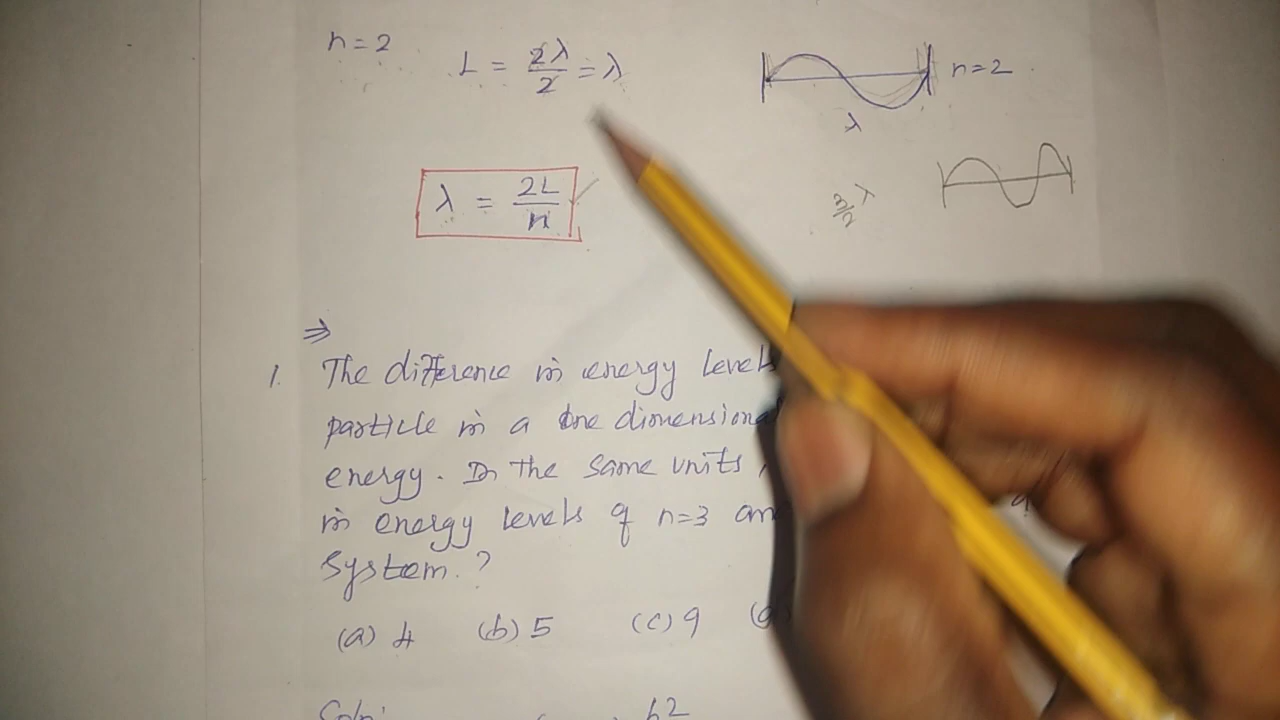 n = 2
L = 2λ/2 = λ
n = 2
λ
λ = 2L/n
3/2 λ
⇒
1. The difference in energy levels
particle in a one dimensional
energy. In the same units,
in energy levels of n=3 and
system. ?
(a) 4 (b) 5 (c) 9
Soln: h2